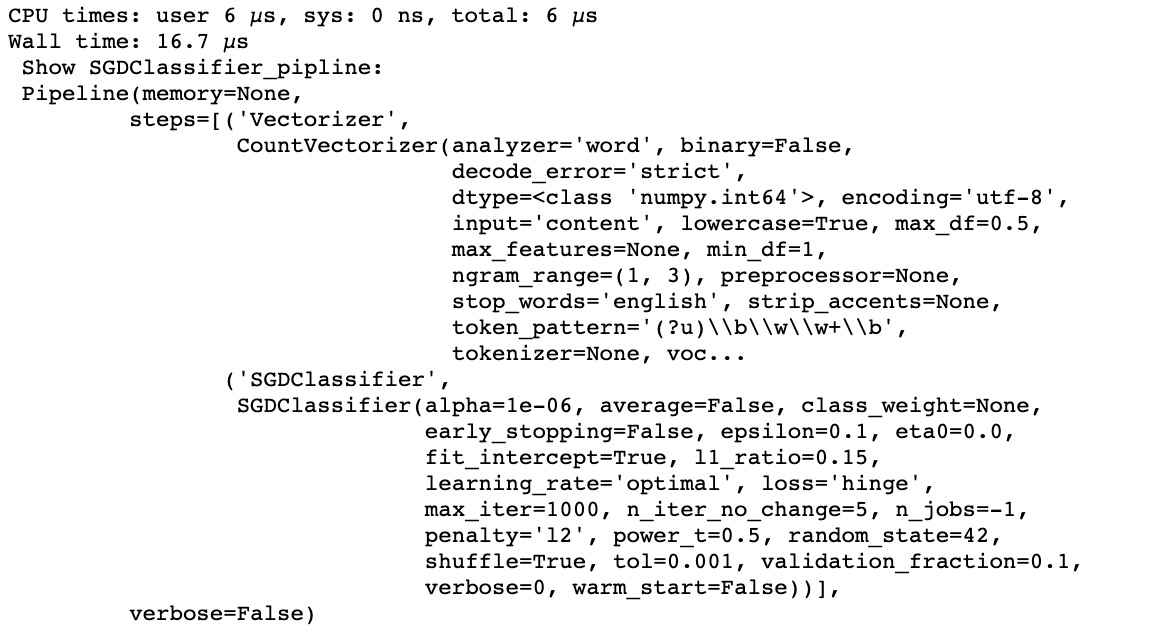 CPU times: user 6 µs, sys: 0 ns, total: 6 µs
Wall time: 16.7 µs
 Show SGDClassifier_pipline:
 Pipeline(memory=None,
         steps=[('Vectorizer',
                 CountVectorizer(analyzer='word', binary=False,
                                 decode_error='strict',
                                 dtype=<class 'numpy.int64'>, encoding='utf-8',
                                 input='content', lowercase=True, max_df=0.5,
                                 max_features=None, min_df=1,
                                 ngram_range=(1, 3), preprocessor=None,
                                 stop_words='english', strip_accents=None,
                                 token_pattern='(?u)\\b\\w\\w+\\b',
                                 tokenizer=None, voc...
                ('SGDClassifier',
                 SGDClassifier(alpha=1e-06, average=False, class_weight=None,
                               early_stopping=False, epsilon=0.1, eta0=0.0,
                               fit_intercept=True, l1_ratio=0.15,
                               learning_rate='optimal', loss='hinge',
                               max_iter=1000, n_iter_no_change=5, n_jobs=-1,
                               penalty='l2', power_t=0.5, random_state=42,
                               shuffle=True, tol=0.001, validation_fraction=0.1,
                               verbose=0, warm_start=False))],
         verbose=False)